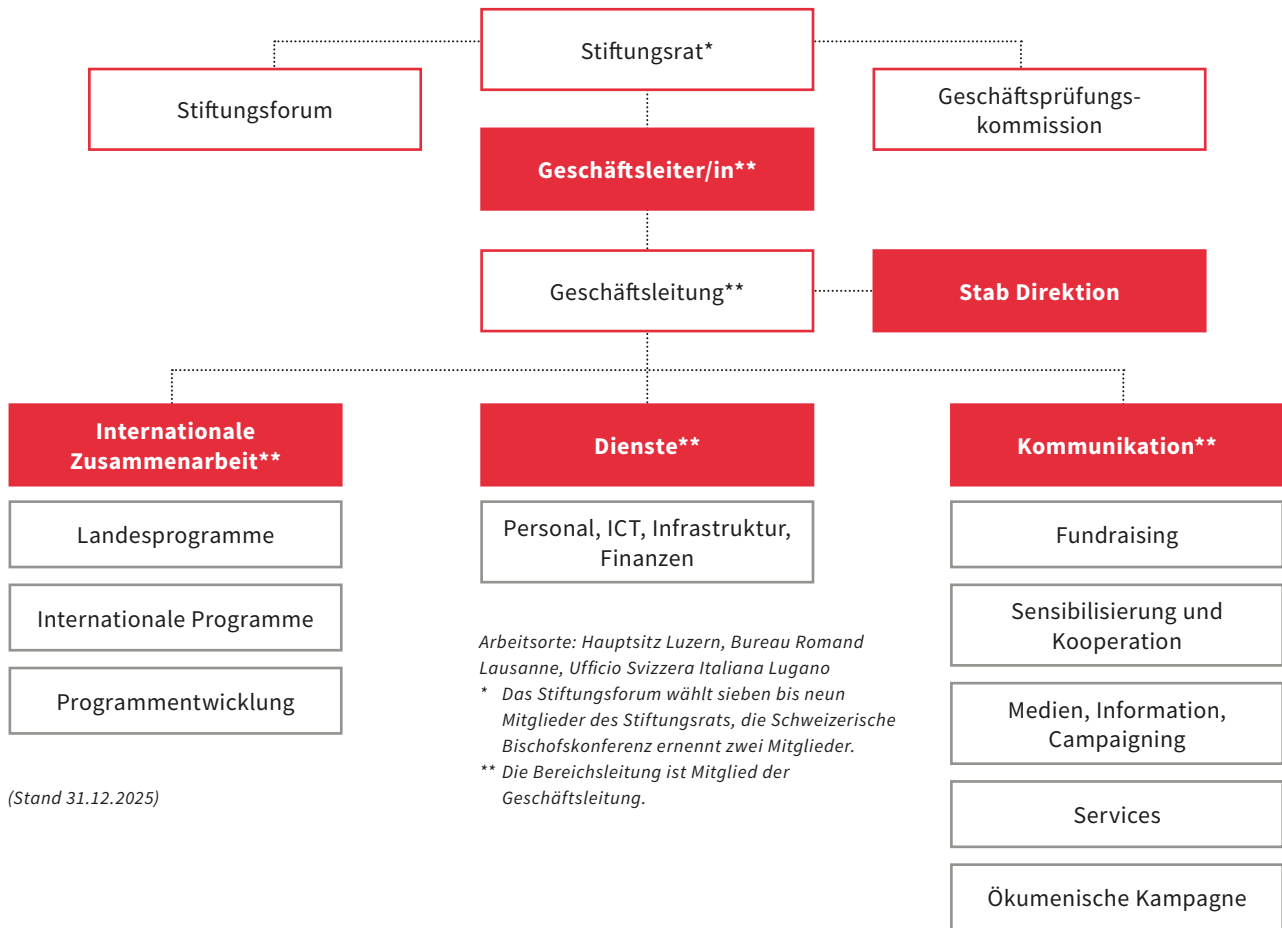 Stiftungsrat*
Stiftungsforum
Geschäftsprüfungs-
kommission
Geschäftsleiter/in**
Geschäftsleitung**
Stab Direktion
Internationale
Zusammenarbeit**
Landesprogramme
Internationale Programme
Programmentwicklung
(Stand 31.12.2025)
Dienste**
Personal, ICT, Infrastruktur,
Finanzen
Arbeitsorte: Hauptsitz Luzern, Bureau Romand
Lausanne, Ufficio Svizzera Italiana Lugano
* Das Stiftungsforum wählt sieben bis neun
Mitglieder des Stiftungsrats, die Schweizerische
Bischofskonferenz ernennt zwei Mitglieder.
** Die Bereichsleitung ist Mitglied der
Geschäftsleitung.
Kommunikation**
Fundraising
Sensibilisierung und
Kooperation
Medien, Information,
Campaigning
Services
Ökumenische Kampagne